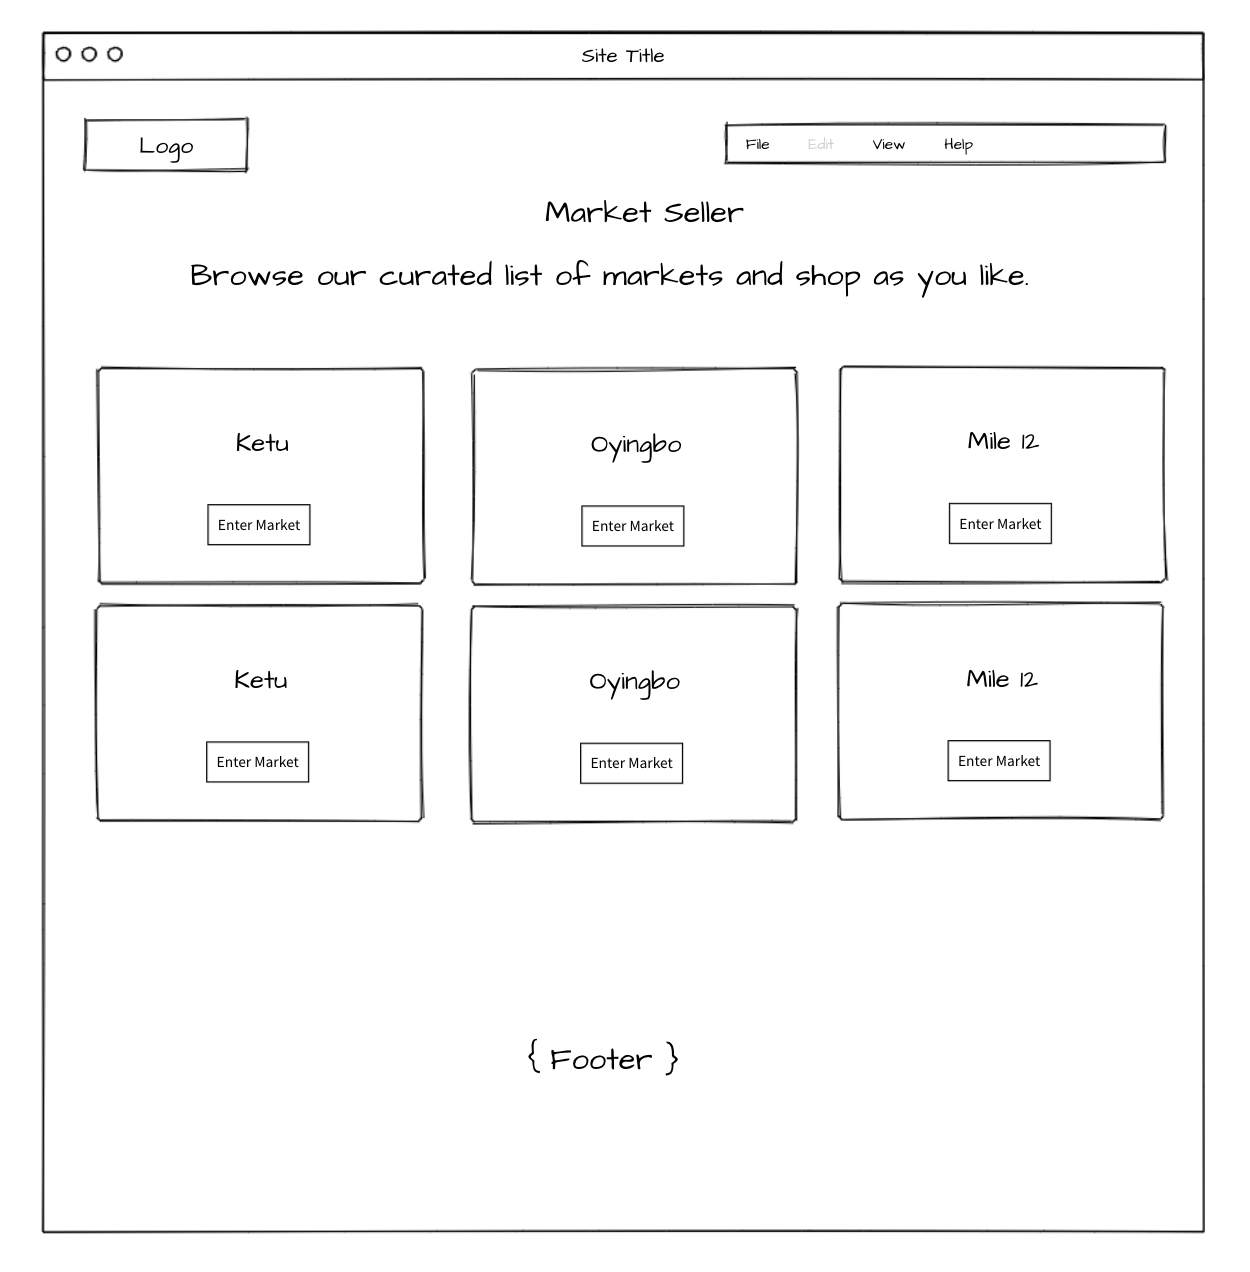 Site Title
Logo
File Edit View Help
Market Seller
Browse our curated list of markets and shop as you like.
Ketu
Enter Market
Oyingbo
Enter Market
Mile 12
Enter Market
Ketu
Enter Market
Oyingbo
Enter Market
Mile 12
Enter Market
{ Footer }